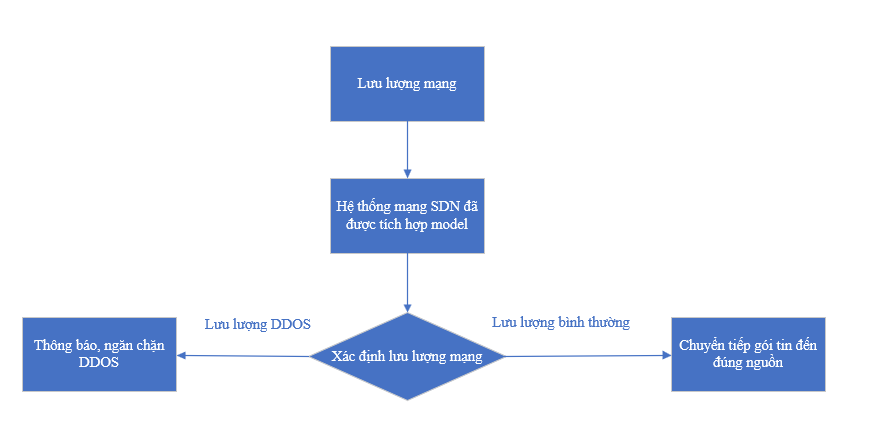 Lưu lượng mạng
Hệ thống mạng SDN đã
được tích hợp model
Lưu lượng DDOS
Lưu lượng bình thường
Thông báo, ngăn chặn
DDOS
Xác định lưu lượng mạng
Chuyển tiếp gói tin đến
đúng nguồn